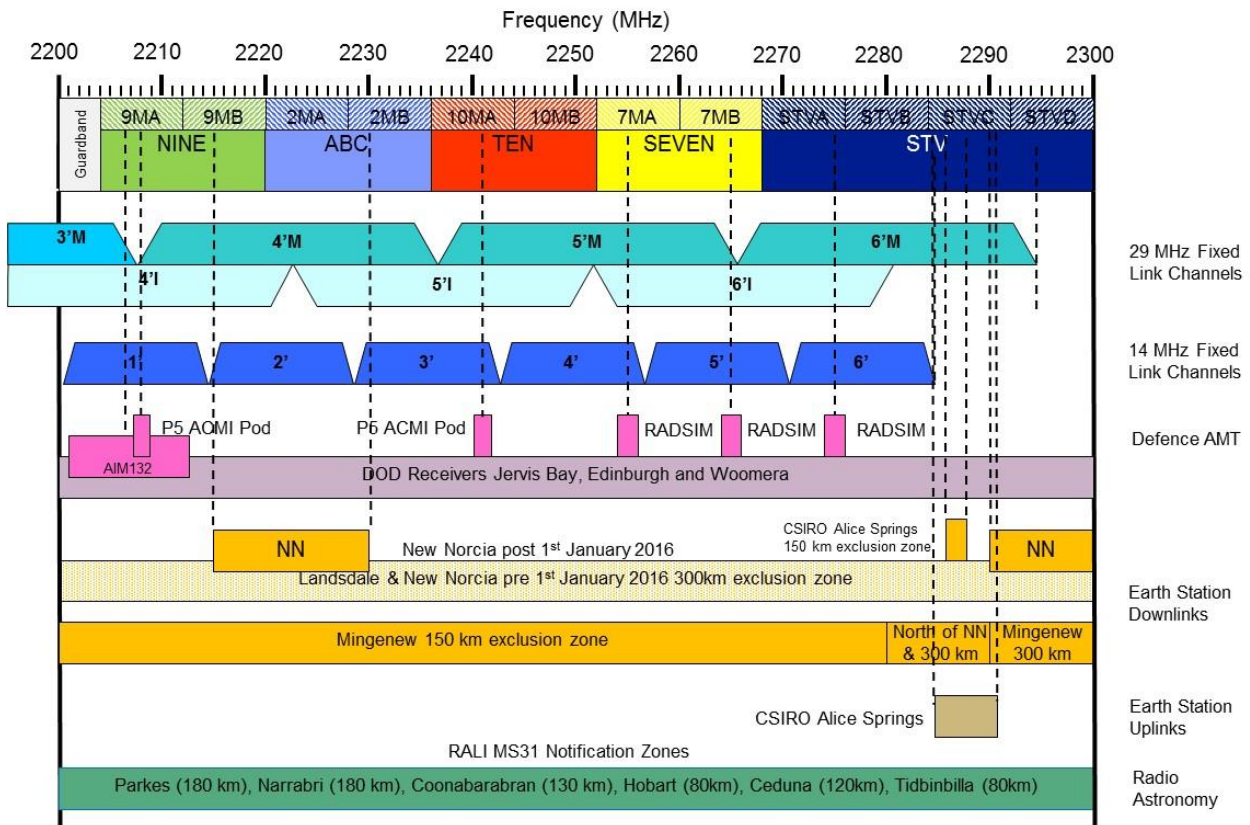 Frequency (MHz)
2200 2210 2220 2230 2240 2250 2260 2270 2280 2290 2300
Guardband
9MA 9MB 2MA 2MB 10MA 10MB 7MA 7MB STVA STVB STVC STVD
NINE ABC TEN SEVEN STV
3'M 4'M 5'M 6'M
4'I 5'I 6'I
29 MHz Fixed
Link Channels
1' 2' 3' 4' 5' 6'
14 MHz Fixed
Link Channels
P5 ACMI Pod P5 ACMI Pod RADSIM RADSIM RADSIM
Defence AMT
AIM132
DOD Receivers Jervis Bay, Edinburgh and Woomera
CSIRO Alice Springs
150 km exclusion zone
NN New Norcia post 1st January 2016 NN
Landsdale & New Norcia pre 1st January 2016 300km exclusion zone
Earth Station
Downlinks
Mingenew 150 km exclusion zone
North of NN
& 300 km
Mingenew
300 km
CSIRO Alice Springs
Earth Station
Uplinks
RALI MS31 Notification Zones
Parkes (180 km), Narrabri (180 km), Coonabarabran (130 km), Hobart (80km), Ceduna (120km), Tidbinbilla (80km)
Radio
Astronomy